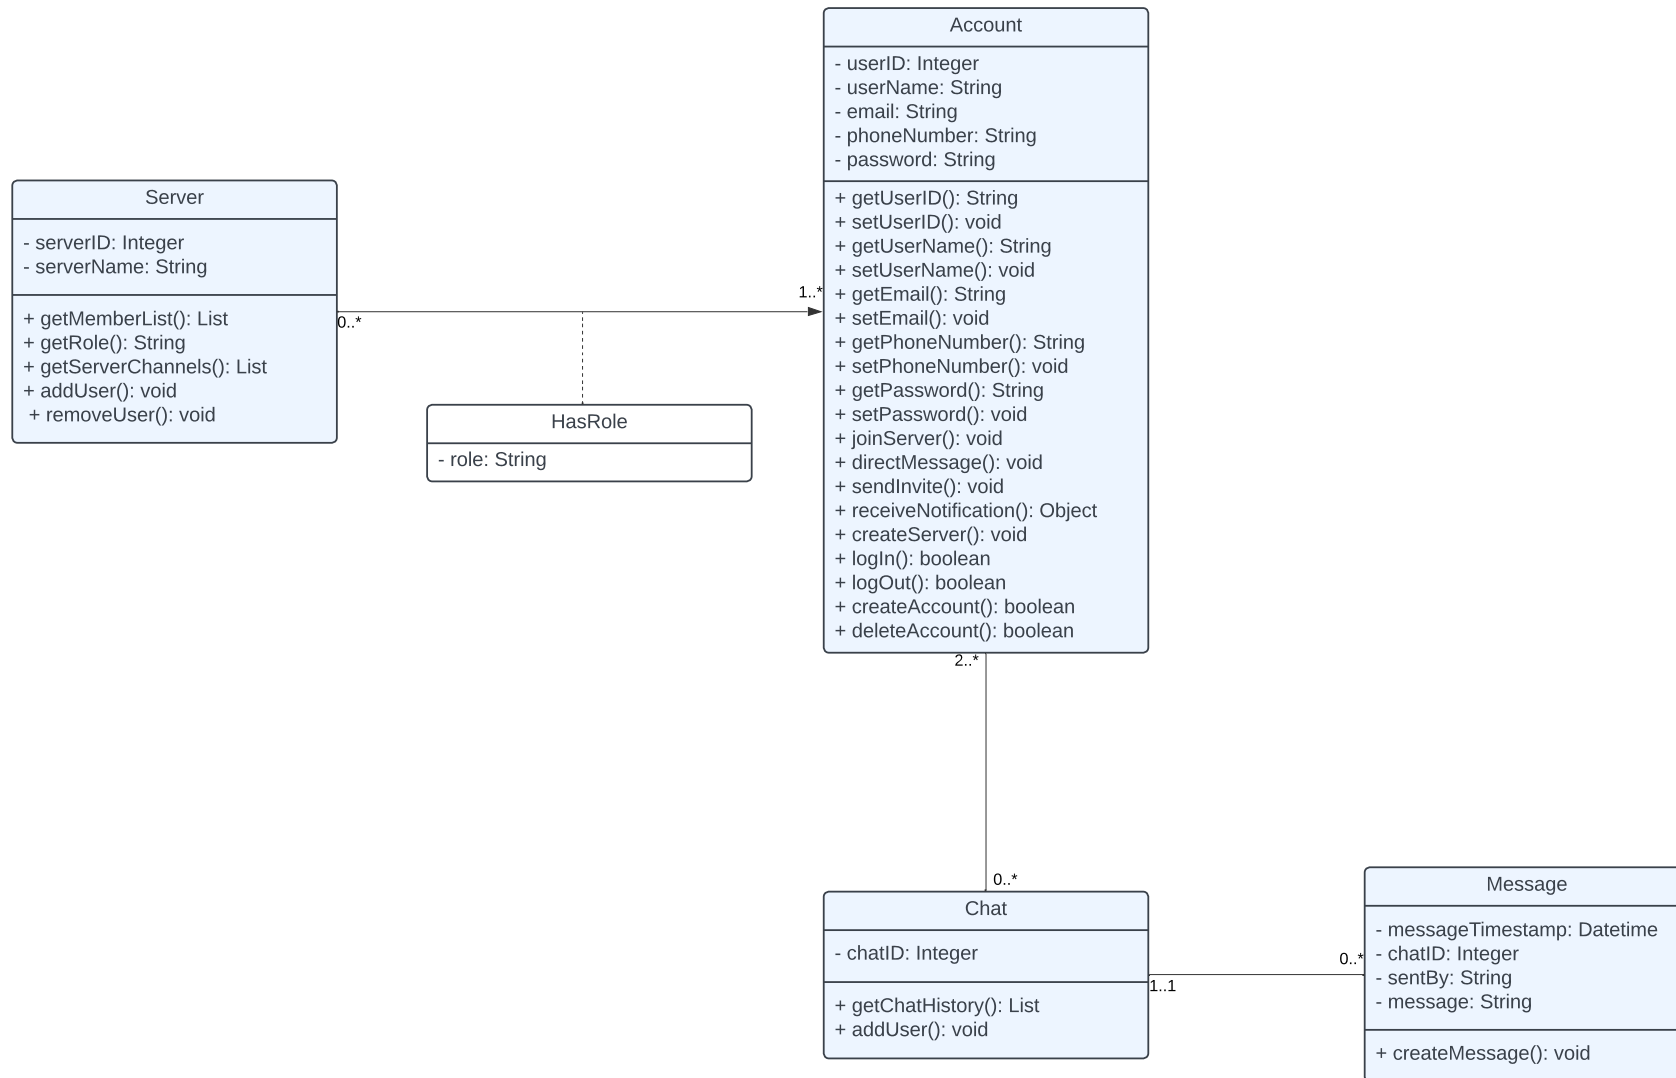 Account
- userID: Integer
- userName: String
- email: String
- phoneNumber: String
- password: String
+ getUserID(): String
+ setUserID(): void
+ getUserName(): String
+ setUserName(): void
+ getEmail(): String
+ setEmail(): void
+ getPhoneNumber(): String
+ setPhoneNumber(): void
+ getPassword(): String
+ setPassword(): void
+ joinServer(): void
+ directMessage(): void
+ sendInvite(): void
+ receiveNotification(): Object
+ createServer(): void
+ logIn(): boolean
+ logOut(): boolean
+ createAccount(): boolean
+ deleteAccount(): boolean
Server
- serverID: Integer
- serverName: String
+ getMemberList(): List
+ getRole(): String
+ getServerChannels(): List
+ addUser(): void
+ removeUser(): void
0..*
1..*
HasRole
- role: String
2..*
0..*
Chat
- chatID: Integer
+ getChatHistory(): List
+ addUser(): void
1..1
0..*
Message
- messageTimestamp: Datetime
- chatID: Integer
- sentBy: String
- message: String
+ createMessage(): void